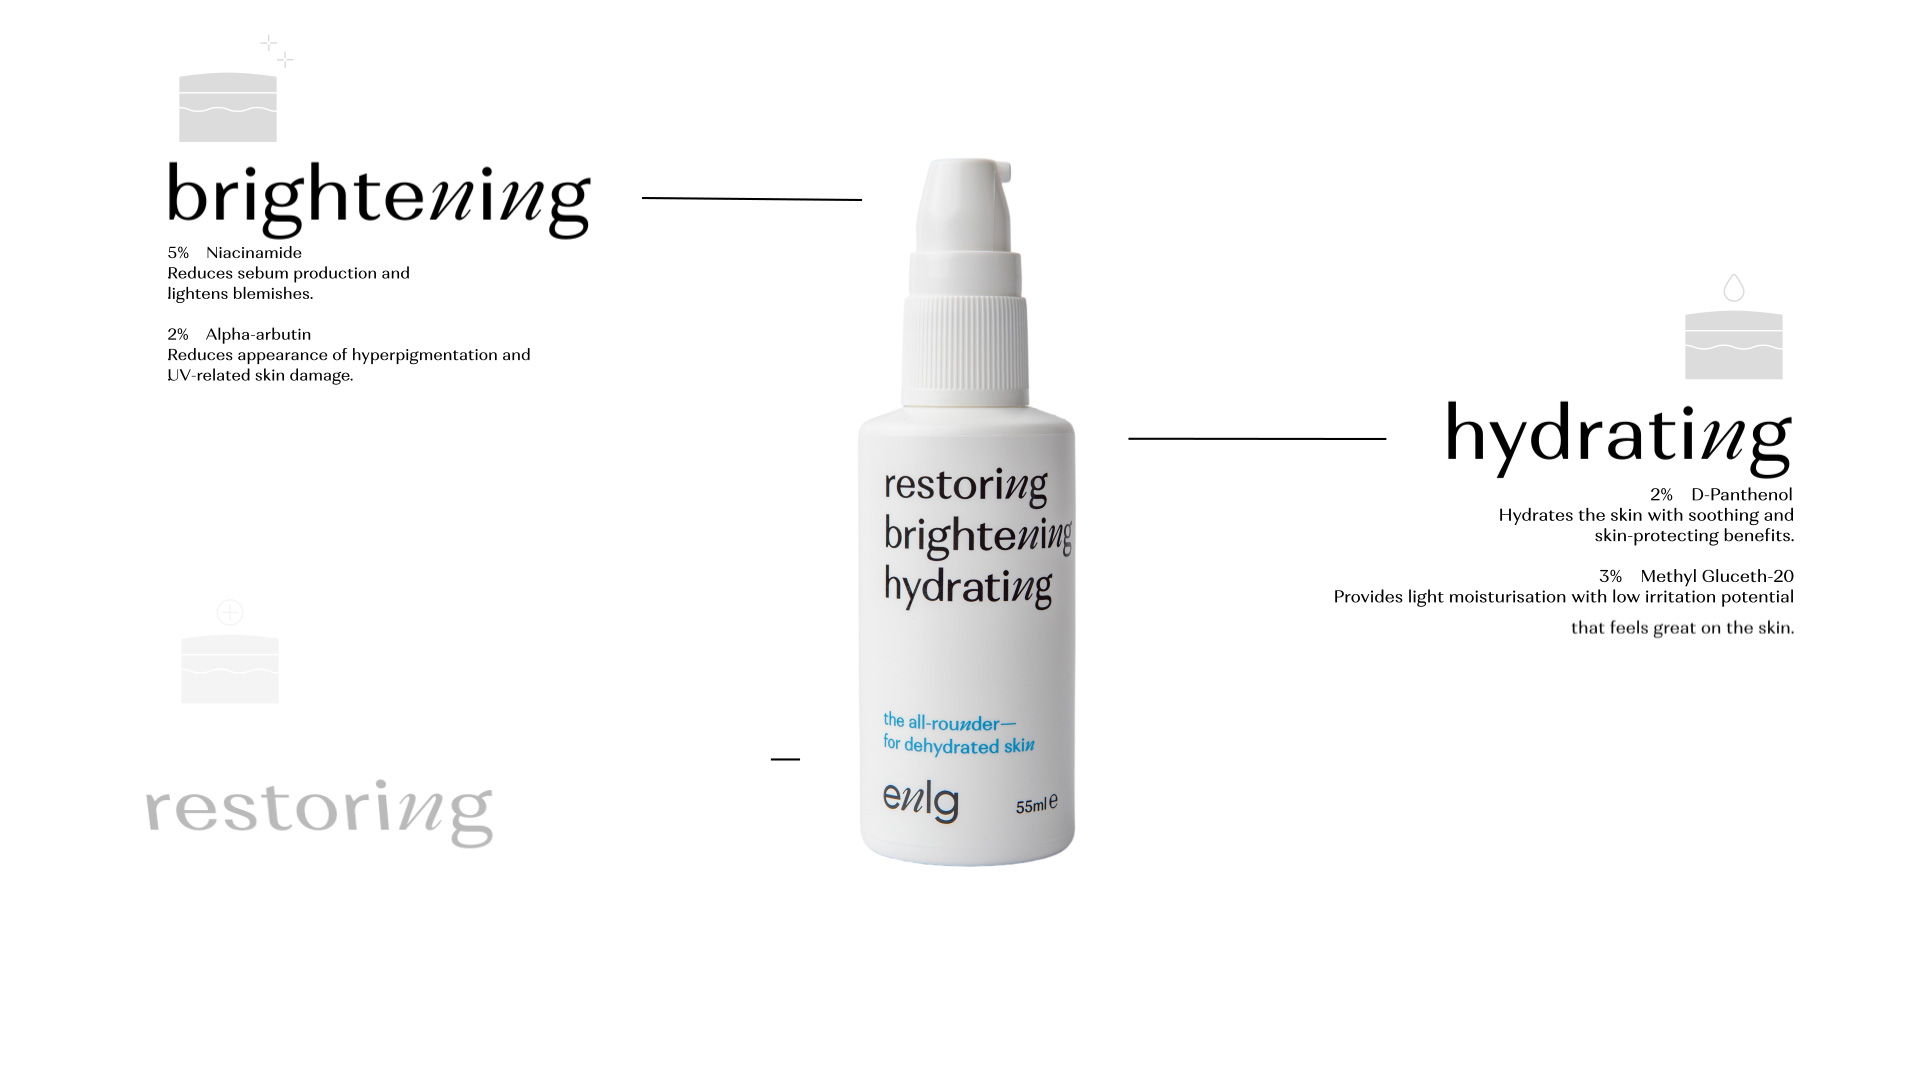 brightening
5% Niacinamide
Reduces sebum production and
lightens blemishes.
2% Alpha-arbutin
Reduces appearance of hyperpigmentation and
UV-related skin damage.
restoring
restoring
brightening
hydrating
the all-rounder—
for dehydrated skin
enlg
55ml ℮
hydrating
2% D-Panthenol
Hydrates the skin with soothing and
skin-protecting benefits.
3% Methyl Gluceth-20
Provides light moisturisation with low irritation potential
that feels great on the skin.